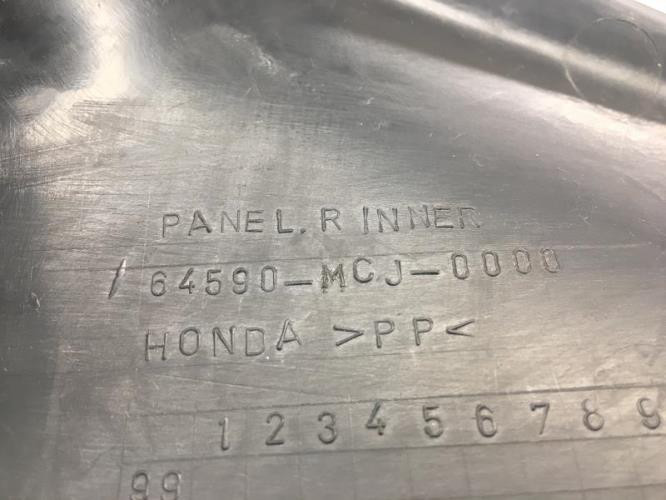 PANEL. R INNER
/ 64590-MCJ-0000
HONDA >PP<
1 2 3 4 5 6 7 8 9
99